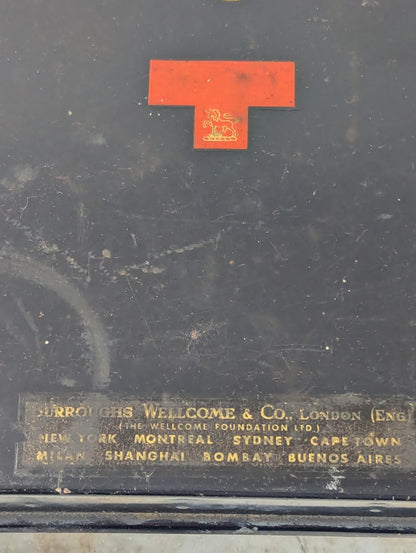 BURROUGHS WELLCOME & CO., LONDON (ENG)
(THE WELLCOME FOUNDATION LTD.)
NEW YORK MONTREAL SYDNEY CAPE TOWN
MILAN SHANGHAI BOMBAY BUENOS AIRES